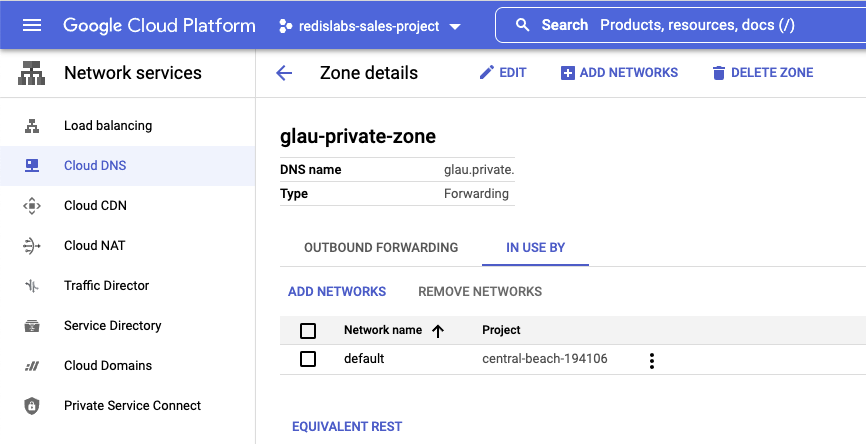 Google Cloud Platform redislabs-sales-project Search Products, resources, docs (/)
Network services
Zone details EDIT ADD NETWORKS DELETE ZONE
Load balancing
Cloud DNS
Cloud CDN
Cloud NAT
Traffic Director
Service Directory
Cloud Domains
Private Service Connect
glau-private-zone
DNS name glau.private.
Type Forwarding
OUTBOUND FORWARDING IN USE BY
ADD NETWORKS REMOVE NETWORKS
Network name Project
default central-beach-194106
EQUIVALENT REST